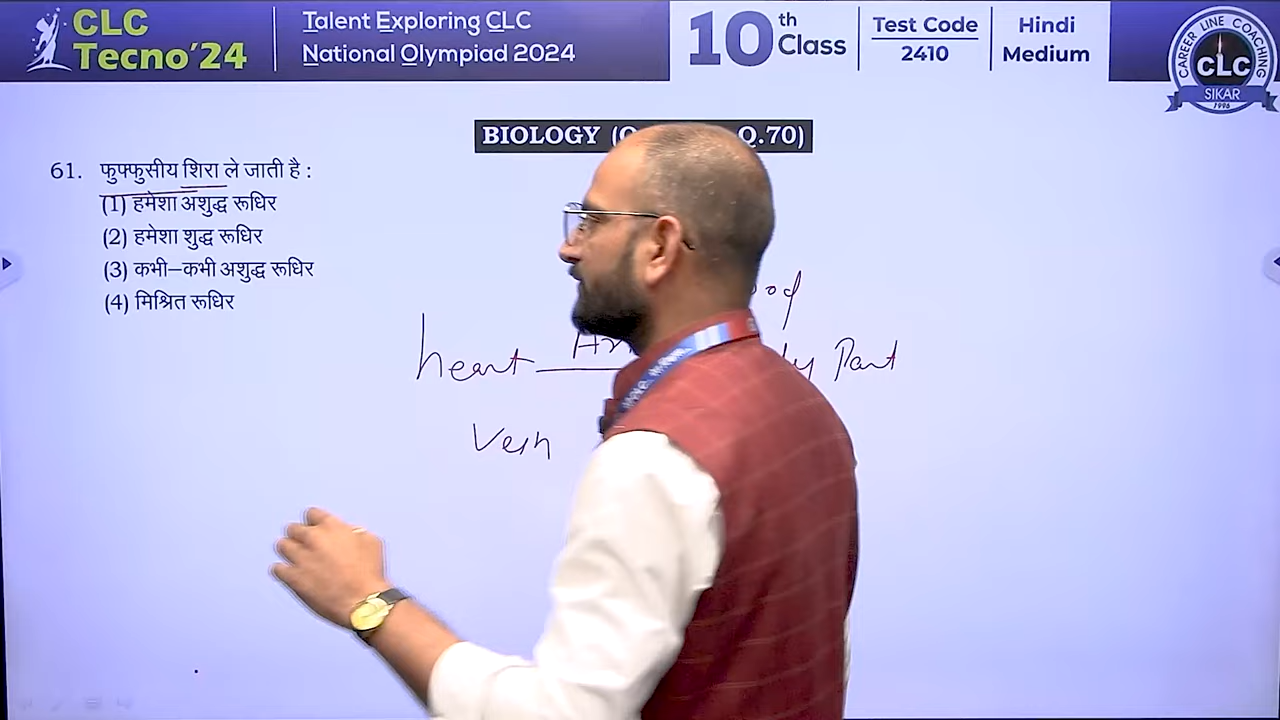 CLC
Tecno'24
Talent Exploring CLC
National Olympiad 2024
10th Class
Test Code
2410
Hindi
Medium
CAREER LINE COACHING
CLC
SIKAR
1996
BIOLOGY (Q Q.70)
61. फुफ्फुसीय शिरा ले जाती है :
(1) हमेशा अशुद्ध रूधिर
(2) हमेशा शुद्ध रूधिर
(3) कभी–कभी अशुद्ध रूधिर
(4) मिश्रित रूधिर
heart Part
Vein